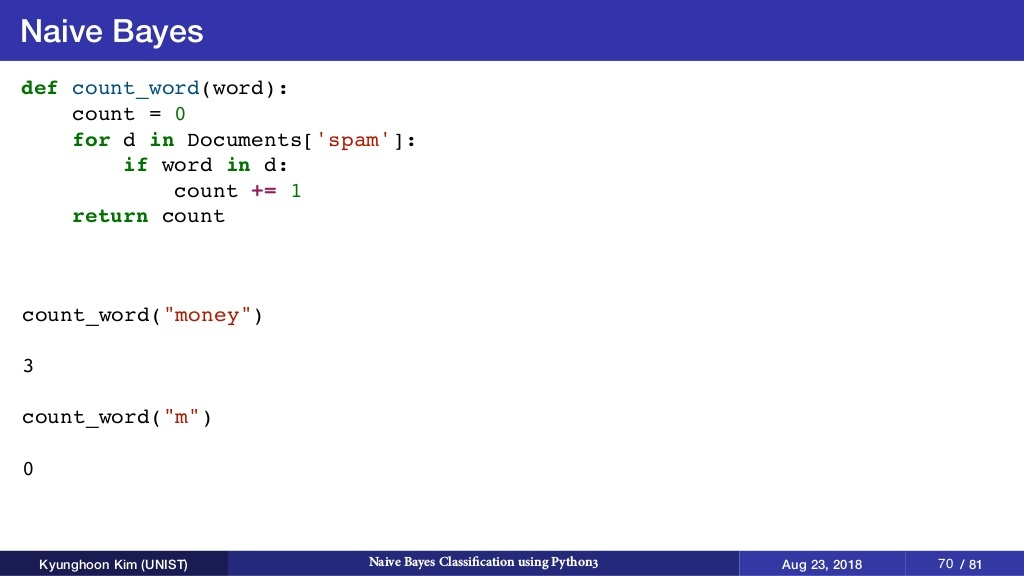 Naive Bayes
def count_word(word):
    count = 0
    for d in Documents['spam']:
        if word in d:
            count += 1
    return count
count_word("money")
3
count_word("m")
0
Kyunghoon Kim (UNIST) Naive Bayes Classification using Python3 Aug 23, 2018 70 / 81